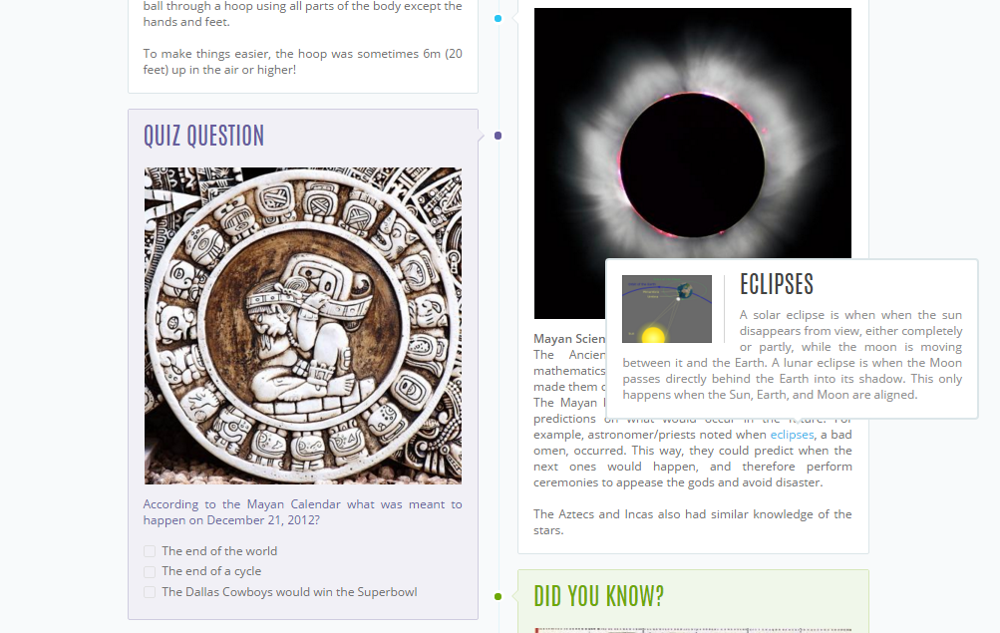 ball through a hoop using all parts of the body except the
hands and feet.
To make things easier, the hoop was sometimes 6m (20
feet) up in the air or higher!
QUIZ QUESTION
According to the Mayan Calendar what was meant to
happen on December 21, 2012?
The end of the world
The end of a cycle
The Dallas Cowboys would win the Superbowl
ECLIPSES
A solar eclipse is when when the sun
disappears from view, either completely
or partly, while the moon is moving
between it and the Earth. A lunar eclipse is when the Moon
passes directly behind the Earth into its shadow. This only
happens when the Sun, Earth, and Moon are aligned.
Mayan Scien
The Ancien
mathematics
made them
The Mayan
predictions on what would occur in the future. For
example, astronomer/priests noted when eclipses, a bad
omen, occurred. This way, they could predict when the
next ones would happen, and therefore perform
ceremonies to appease the gods and avoid disaster.
The Aztecs and Incas also had similar knowledge of the
stars.
DID YOU KNOW?